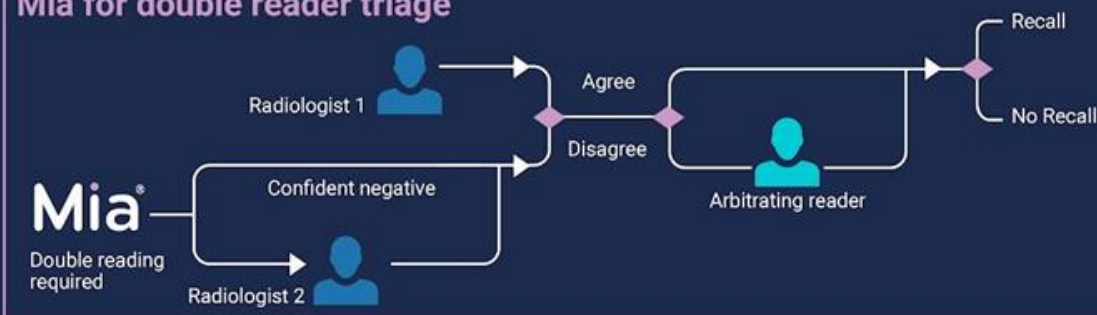 Mia for double reader triage
Recall
Radiologist 1
Agree
No Recall
Disagree
Confident negative
Mia®
Arbitrating reader
Double reading
required
Radiologist 2